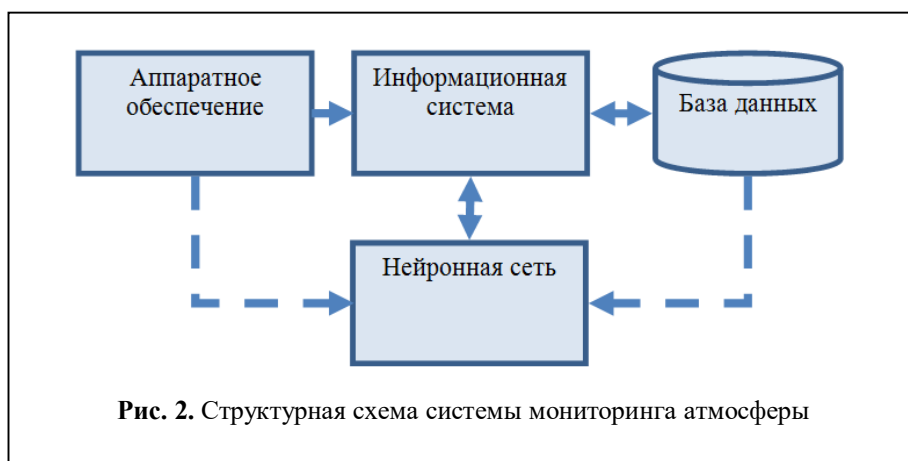 Аппаратное
обеспечение
Информационная
система
База данных
Нейронная сеть
Рис. 2. Структурная схема системы мониторинга атмосферы